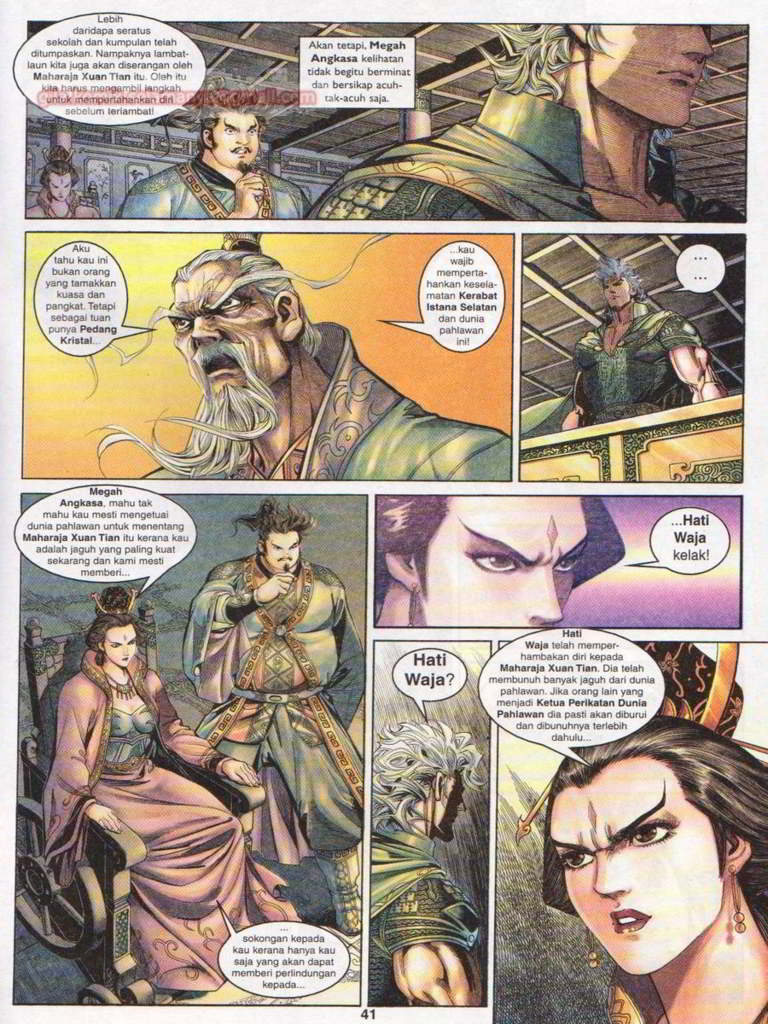 Lebih
daridapa seratus
sekolah dan kumpulan telah
ditumpaskan. Nampaknya lambat-
laun kita juga akan diserang oleh
Maharaja Xuan Tian itu. Oleh itu
kita harus mengambil langkah
untuk mempertahankan diri
sebelum terlambat!
Akan tetapi, Megah
Angkasa kelihatan
tidak begitu berminat
dan bersikap acuh-
tak-acuh saja.
Aku
tahu kau ini
bukan orang
yang tamakkan
kuasa dan
pangkat. Tetapi
sebagai tuan
punya Pedang
Kristal...
...kau
wajib
memperta-
hankan kesela-
matan Kerabat
Istana Selatan
dan dunia
pahlawan
ini!
...
...
Megah
Angkasa, mahu tak
mahu kau mesti mengetuai
dunia pahlawan untuk menentang
Maharaja Xuan Tian itu kerana kau
adalah jaguh yang paling kuat
sekarang dan kami mesti
memberi...
...
sokongan kepada
kau kerana hanya kau
saja yang akan dapat
memberi perlindungan
kepada...
...Hati
Waja
kelak!
Hati
Waja?
Hati
Waja telah memper-
hambakan diri kepada
Maharaja Xuan Tian. Dia telah
membunuh banyak jaguh dari dunia
pahlawan. Jika orang lain yang
menjadi Ketua Perikatan Dunia
Pahlawan dia pasti akan diburui
dan dibunuhnya terlebih
dahulu...
41